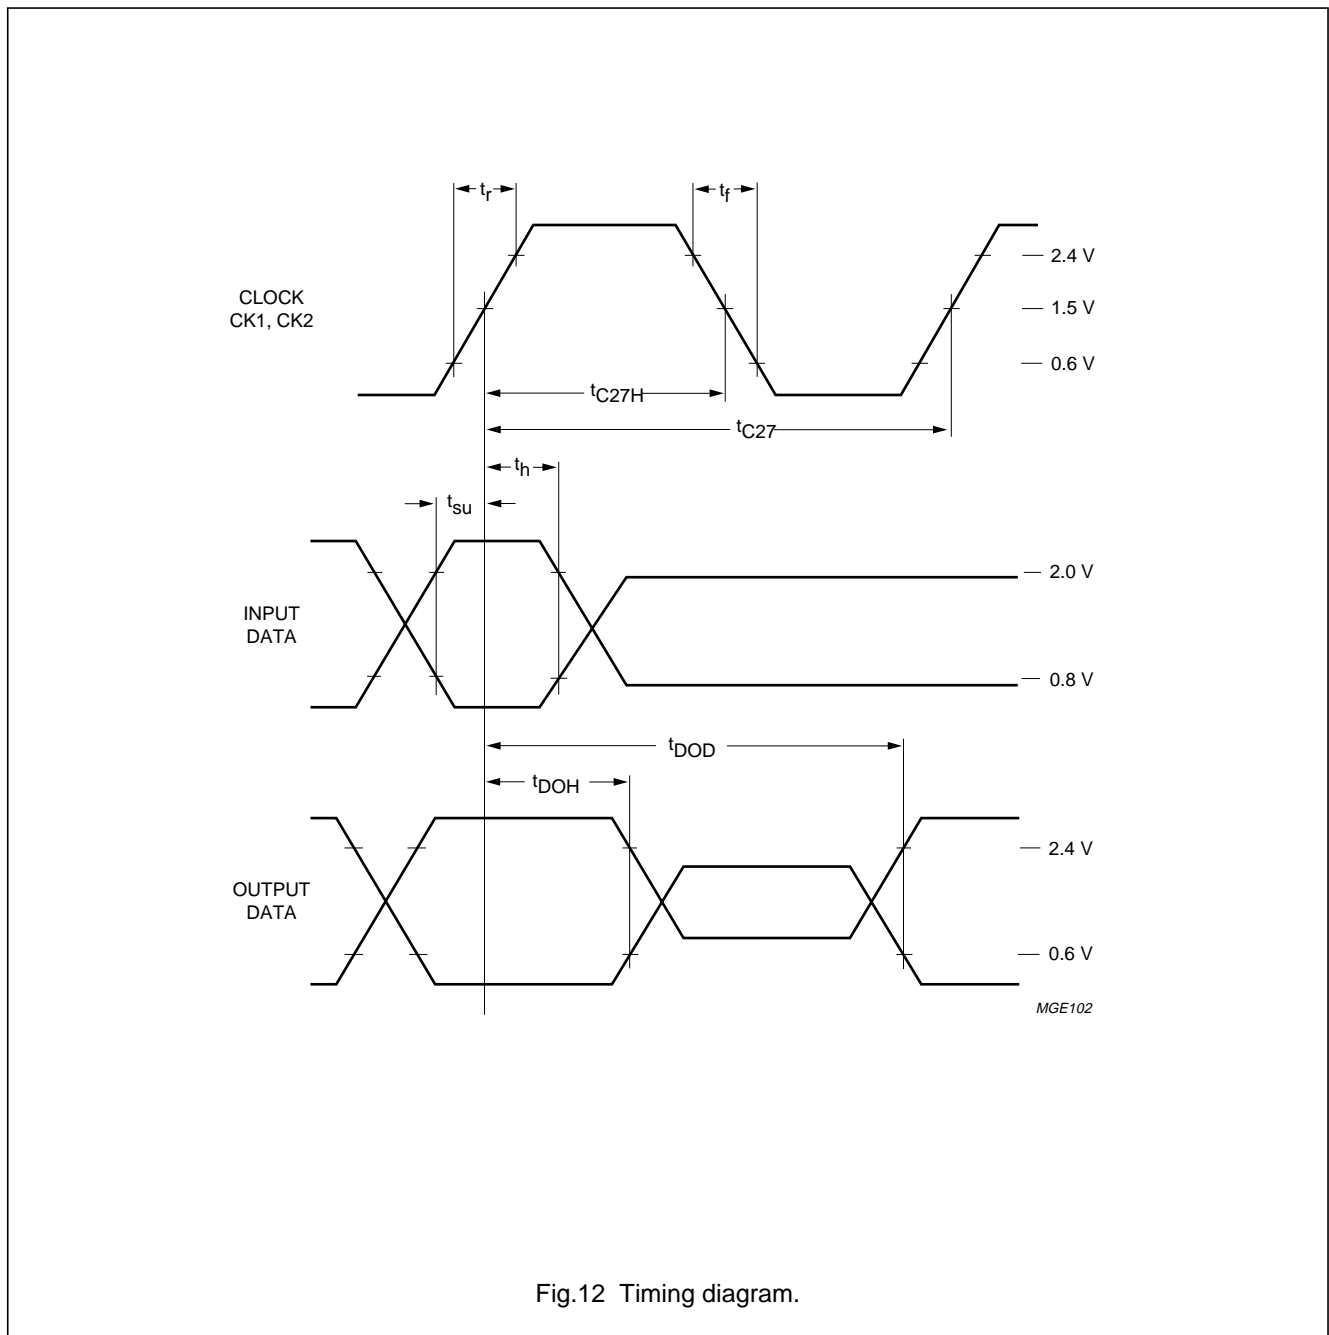 tr
tf
2.4 V
CLOCK
CK1, CK2
1.5 V
0.6 V
tC27H
tC27
th
tsu
2.0 V
INPUT
DATA
0.8 V
tDOD
tDOH
2.4 V
OUTPUT
DATA
0.6 V
MGE102
Fig.12 Timing diagram.